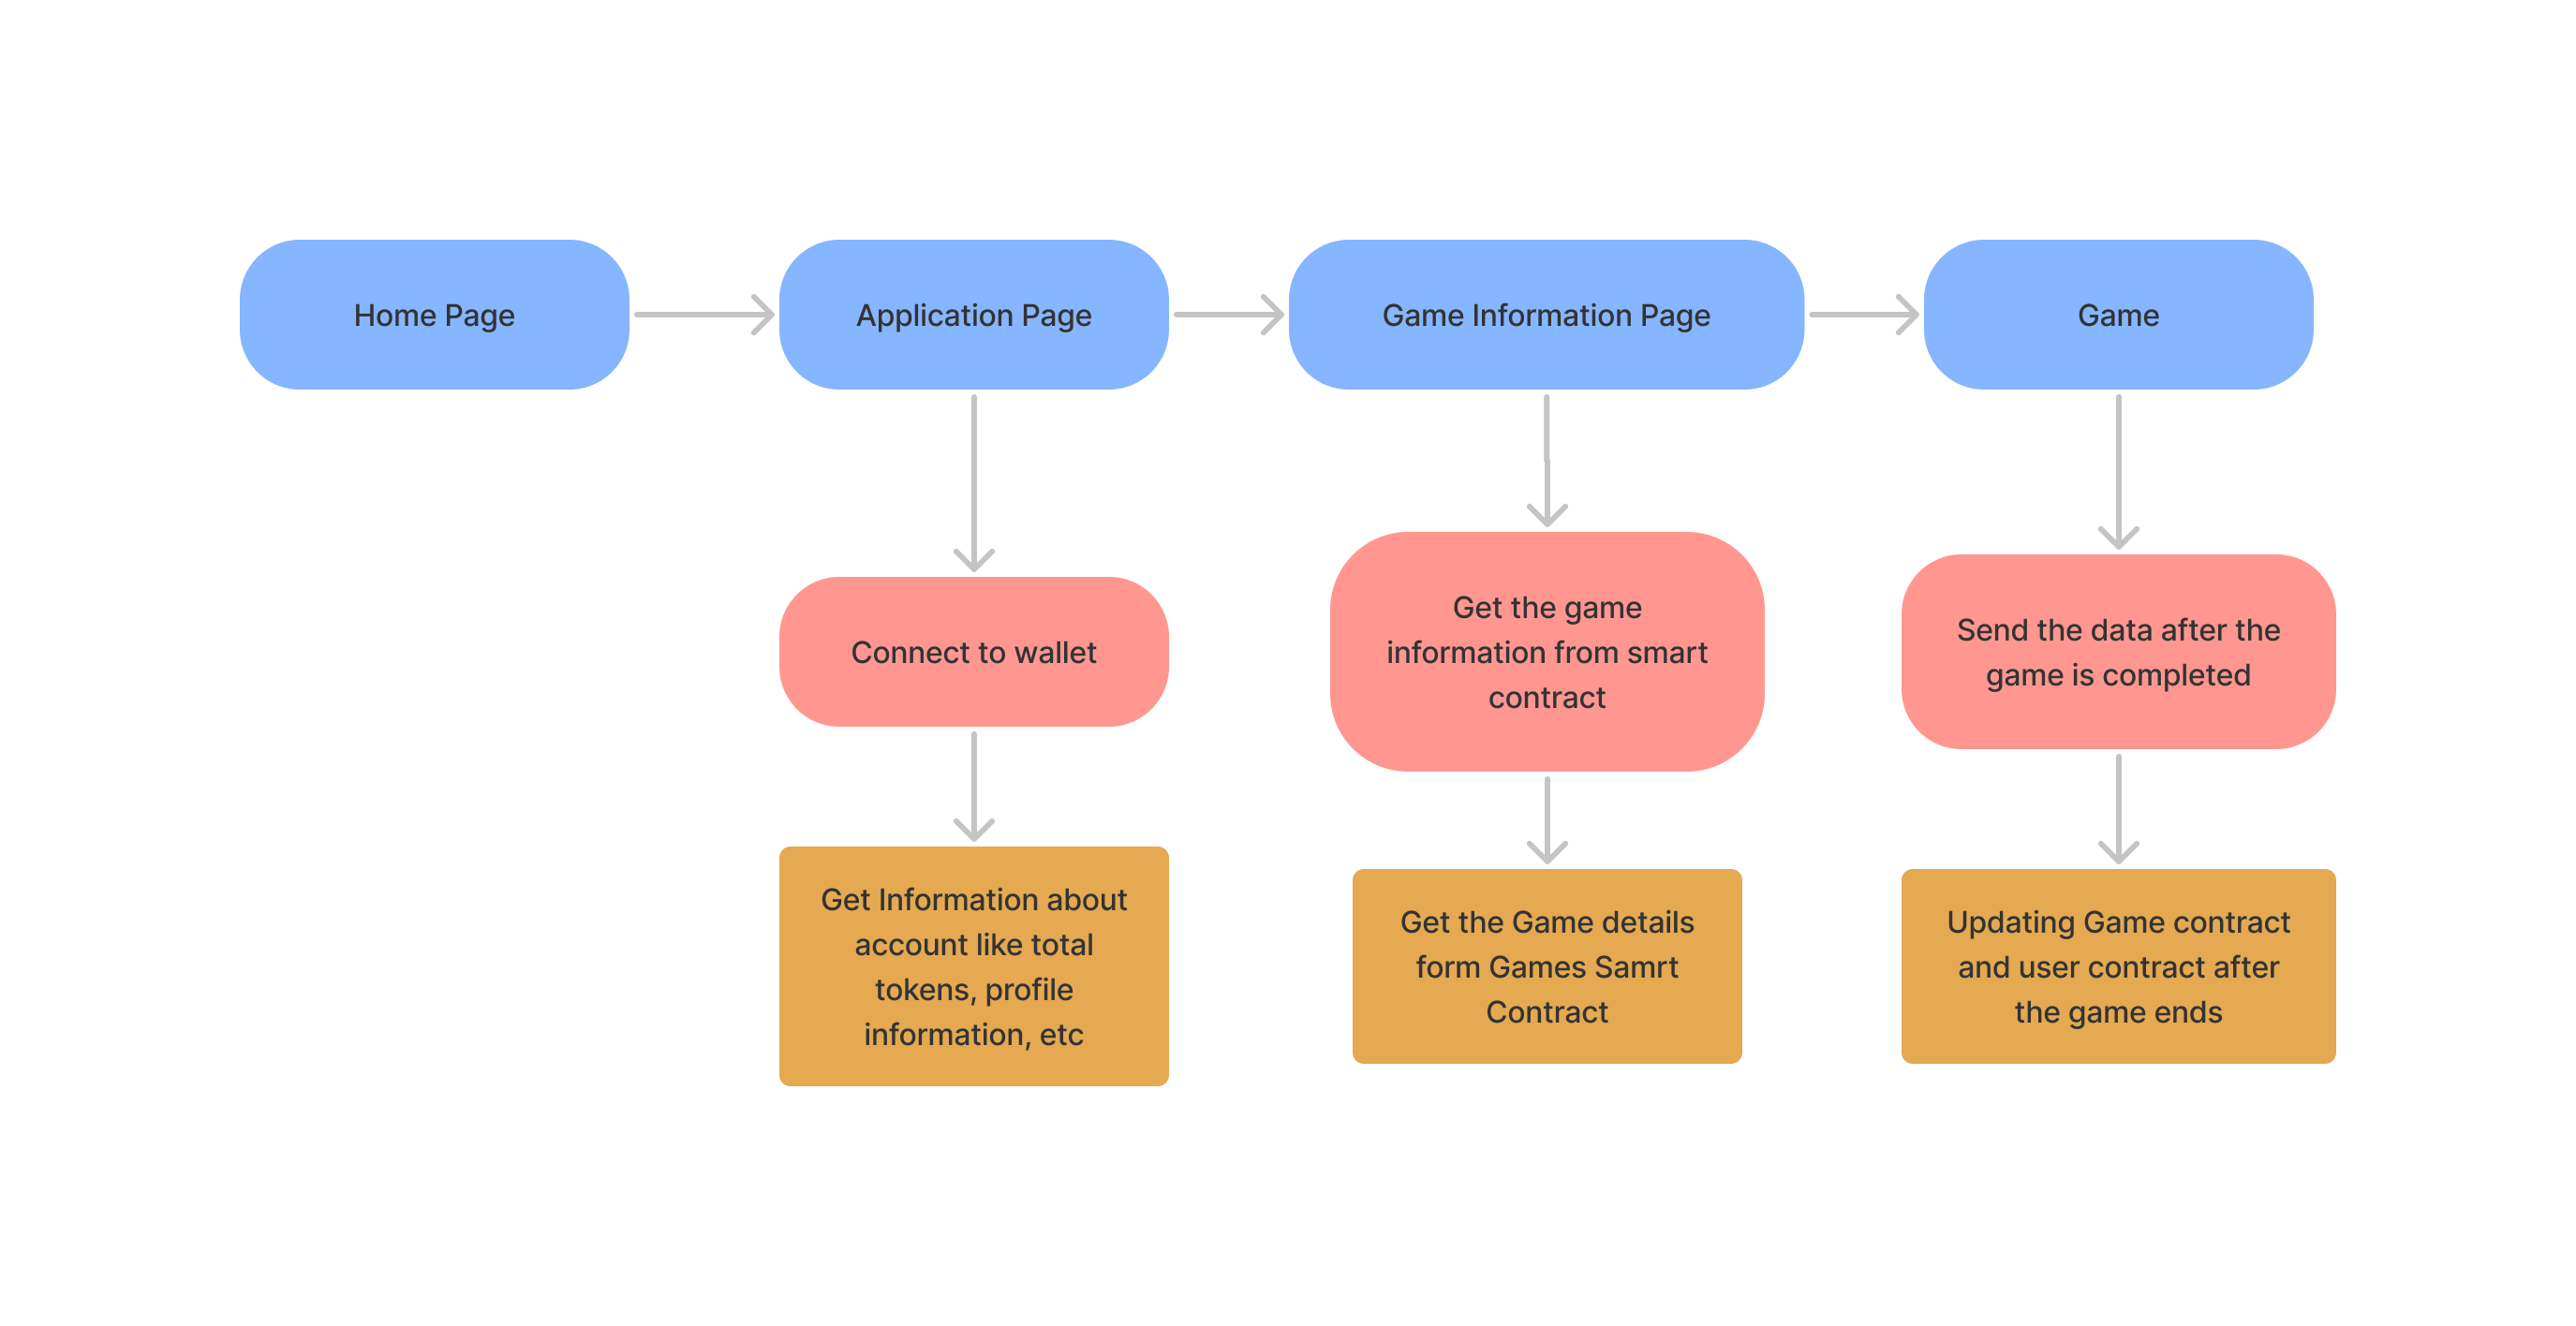 Home Page
Application Page
Game Information Page
Game
Connect to wallet
Get the game
information from smart
contract
Send the data after the
game is completed
Get Information about
account like total
tokens, profile
information, etc
Get the Game details
form Games Samrt
Contract
Updating Game contract
and user contract after
the game ends